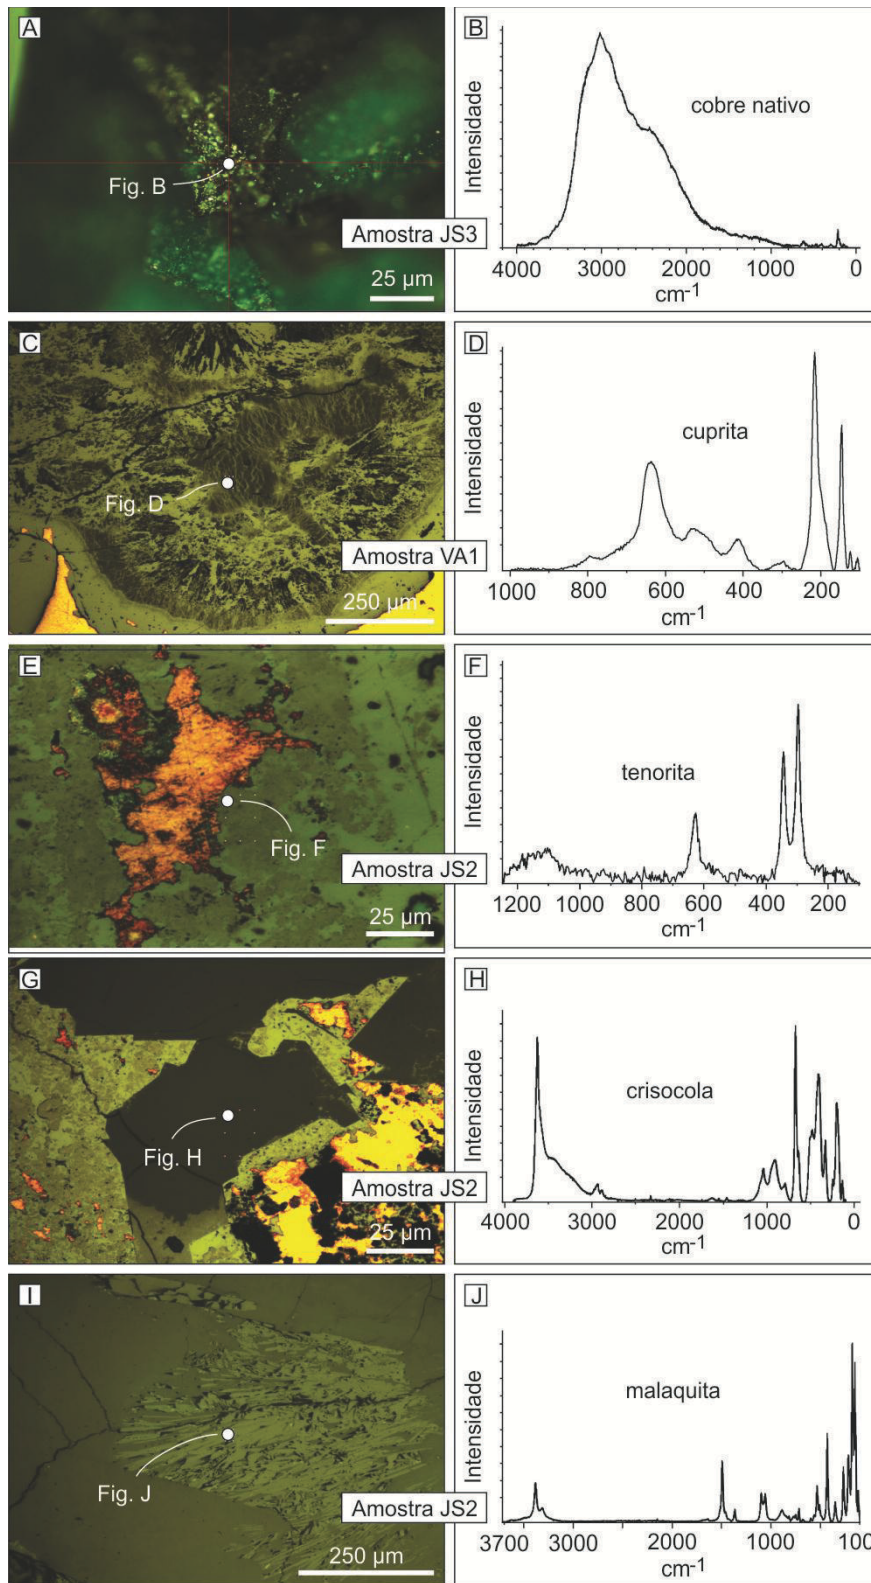 A
Fig. B
Amostra JS3
25 µm
B
Intensidade
cobre nativo
4000 3000 2000 1000 0
cm-1
C
Fig. D
Amostra VA1
250 µm
D
Intensidade
cuprita
1000 800 600 400 200
cm-1
E
Fig. F
Amostra JS2
25 µm
F
Intensidade
tenorita
1200 1000 800 600 400 200
cm-1
G
Fig. H
Amostra JS2
25 µm
H
Intensidade
crisocola
4000 3000 2000 1000 0
cm-1
I
Fig. J
Amostra JS2
250 µm
J
Intensidade
malaquita
3700 3000 2000 1000 100
cm-1